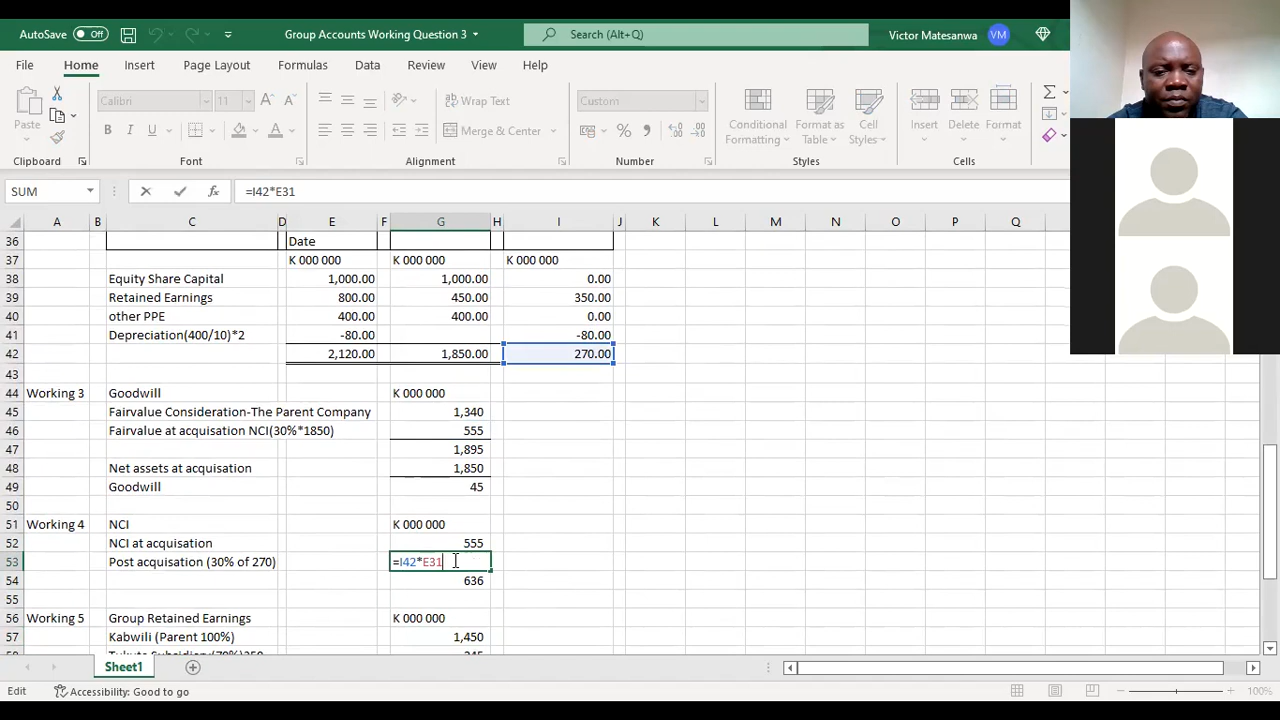 AutoSave Off Group Accounts Working Question 3 Search (Alt+Q) Victor Matesanwa VM
File Home Insert Page Layout Formulas Data Review View Help
Paste Calibri 11 A A Wrap Text Custom Conditional Formatting Format as Table Cell Styles Insert Delete Format
B I U A Merge & Center % ,
Clipboard Font Alignment Number Styles Cells
SUM fx =I42*E31
A B C D E F G H I J K L M N O P Q
36 Date
37 K 000 000 K 000 000 K 000 000
38 Equity Share Capital 1,000.00 1,000.00 0.00
39 Retained Earnings 800.00 450.00 350.00
40 other PPE 400.00 400.00 0.00
41 Depreciation(400/10)*2 -80.00 -80.00
42 2,120.00 1,850.00 270.00
43
44 Working 3 Goodwill K 000 000
45 Fairvalue Consideration-The Parent Company 1,340
46 Fairvalue at acquisation NCI(30%*1850) 555
47 1,895
48 Net assets at acquisation 1,850
49 Goodwill 45
50
51 Working 4 NCI K 000 000
52 NCI at acquisation 555
53 Post acquisation (30% of 270) =I42*E31
54 636
55
56 Working 5 Group Retained Earnings K 000 000
57 Kabwili (Parent 100%) 1,450
Sheet1
Edit Accessibility: Good to go 100%